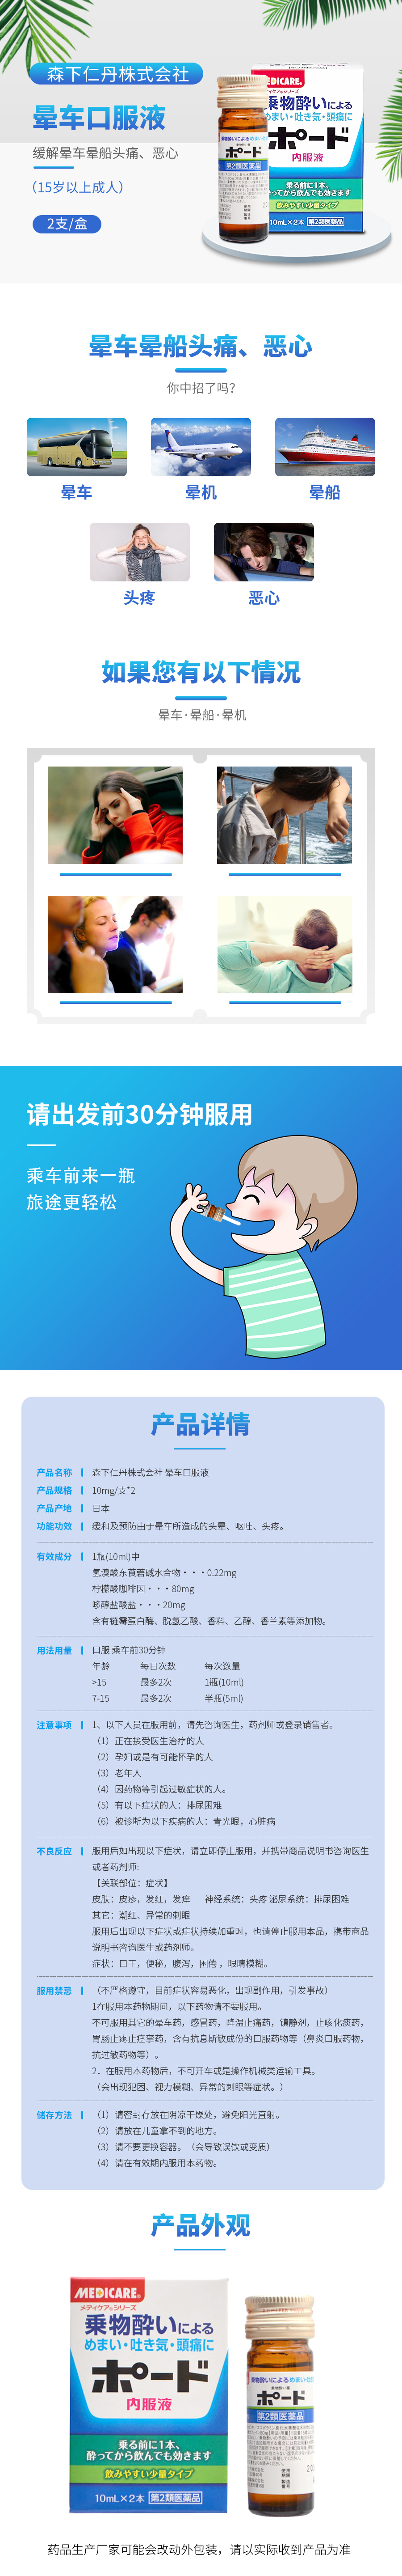 森下仁丹株式会社
晕车口服液
缓解晕车晕船头痛、恶心
（15岁以上成人）
2支/盒
MEDICARE
乗物酔いによる
めまい・吐き気・頭痛に
ポード
内服液
乗る前に1本、
酔ってから飲んでも効きます
飲みやすい少量タイプ
10mL×2本 第2類医薬品
ポード
第2類医薬品
晕车晕船头痛、恶心
你中招了吗？
晕车
晕机
晕船
头疼
恶心
如果您有以下情况
晕车·晕船·晕机
请出发前30分钟服用
乘车前来一瓶
旅途更轻松
产品详情
产品名称 森下仁丹株式会社 晕车口服液
产品规格 10mg/支*2
产品产地 日本
功能功效 缓和及预防由于晕车所造成的头晕、呕吐、头疼。
有效成分 1瓶(10ml)中
氢溴酸东莨菪碱水合物・・・0.22mg
柠檬酸咖啡因・・・80mg
哆醇盐酸盐・・・20mg
含有链霉蛋白酶、脱氢乙酸、香料、乙醇、香兰素等添加物。
用法用量 口服 乘车前30分钟
年龄 每日次数 每次数量
>15 最多2次 1瓶(10ml)
7-15 最多2次 半瓶(5ml)
注意事项 1、以下人员在服用前，请先咨询医生，药剂师或登录销售者。
（1）正在接受医生治疗的人
（2）孕妇或是有可能怀孕的人
（3）老年人
（4）因药物等引起过敏症状的人。
（5）有以下症状的人：排尿困难
（6）被诊断为以下疾病的人：青光眼，心脏病
不良反应 服用后如出现以下症状，请立即停止服用，并携带商品说明书咨询医生
或者药剂师:
【关联部位：症状】
皮肤：皮疹，发红，发痒 神经系统：头疼 泌尿系统：排尿困难
其它：潮红、异常的刺眼
服用后出现以下症状或症状持续加重时，也请停止服用本品，携带商品
说明书咨询医生或药剂师。
症状：口干，便秘，腹泻，困倦，眼睛模糊。
服用禁忌 （不严格遵守，目前症状容易恶化，出现副作用，引发事故）
1在服用本药物期间，以下药物请不要服用。
不可服用其它的晕车药，感冒药，降温止痛药，镇静剂，止咳化痰药，
胃肠止疼止痉挛药，含有抗息斯敏成份的口服药物等（鼻炎口服药物，
抗过敏药物等）。
2．在服用本药物后，不可开车或是操作机械类运输工具。
（会出现犯困、视力模糊、异常的刺眼等症状。）
储存方法 （1）请密封存放在阴凉干燥处，避免阳光直射。
（2）请放在儿童拿不到的地方。
（3）请不要更换容器。（会导致误饮或变质）
（4）请在有效期内服用本药物。
产品外观
MEDICARE
メディケアシリーズ
乗物酔いによる
めまい・吐き気・頭痛に
ポード
内服液
乗る前に1本、
酔ってから飲んでも効きます
飲みやすい少量タイプ
10mL×2本 第2類医薬品
ポード
第2類医薬品
药品生产厂家可能会改动外包装，请以实际收到产品为准